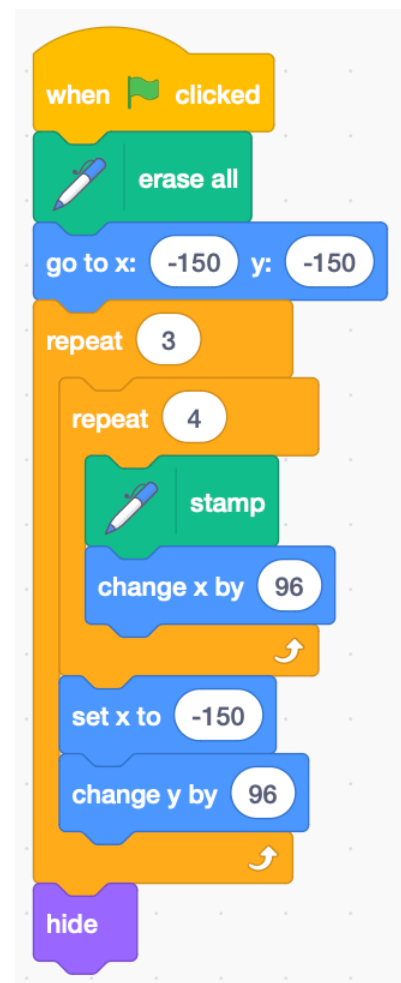 when clicked
erase all
go to x: -150 y: -150
repeat 3
repeat 4
stamp
change x by 96
set x to -150
change y by 96
hide